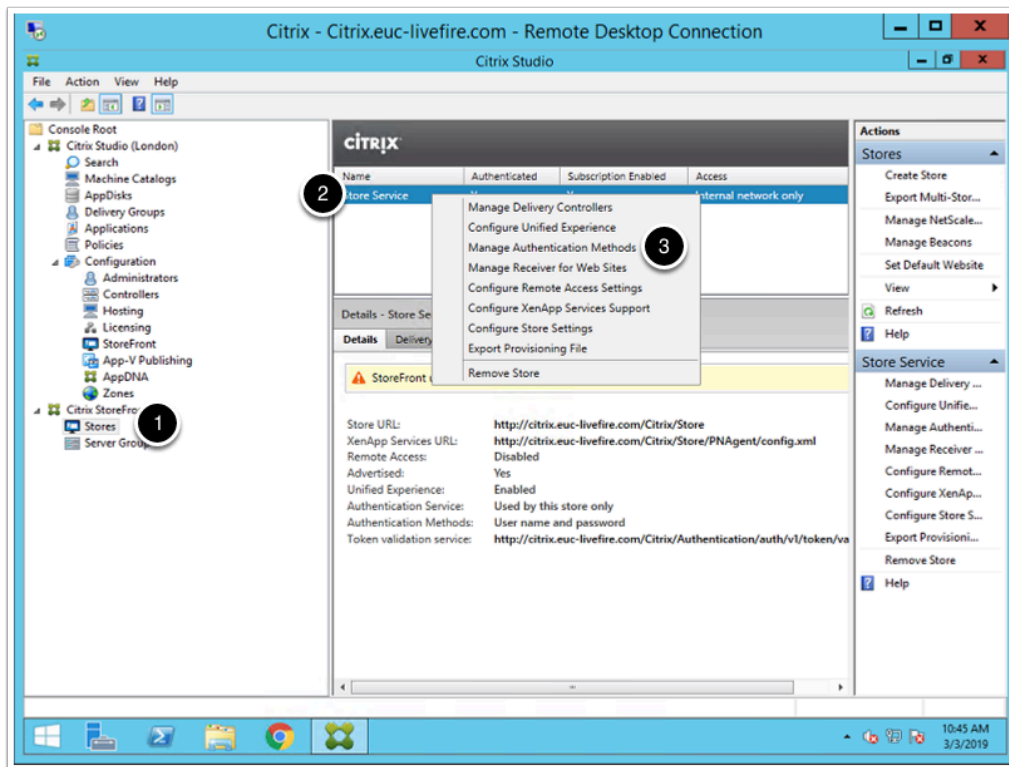 Citrix - Citrix.euc-livefire.com - Remote Desktop Connection
Citrix Studio
File Action View Help
Console Root
Citrix Studio (London)
Search
Machine Catalogs
AppDisks
Delivery Groups
Applications
Policies
Configuration
Administrators
Controllers
Hosting
Licensing
StoreFront
App-V Publishing
AppDNA
Zones
Citrix StoreFro
1
Stores
Server Group
CITRIX
Name Authenticated Subscription Enabled Access
2
Store Service Internal network only
Manage Delivery Controllers
Configure Unified Experience
Manage Authentication Methods
3
Manage Receiver for Web Sites
Configure Remote Access Settings
Configure XenApp Services Support
Configure Store Settings
Export Provisioning File
Remove Store
Details - Store Se
Details Delivery
StoreFront
Store URL: http://citrix.euc-livefire.com/Citrix/Store
XenApp Services URL: http://citrix.euc-livefire.com/Citrix/Store/PNAgent/config.xml
Remote Access: Disabled
Advertised: Yes
Unified Experience: Enabled
Authentication Service: Used by this store only
Authentication Methods: User name and password
Token validation service: http://citrix.euc-livefire.com/Citrix/Authentication/auth/v1/token/va
Actions
Stores
Create Store
Export Multi-Stor...
Manage NetScale...
Manage Beacons
Set Default Website
View
Refresh
Help
Store Service
Manage Delivery ...
Configure Unifie...
Manage Authenti...
Manage Receiver ...
Configure Remot...
Configure XenAp...
Configure Store S...
Export Provisioni...
Remove Store
Help
10:45 AM
3/3/2019